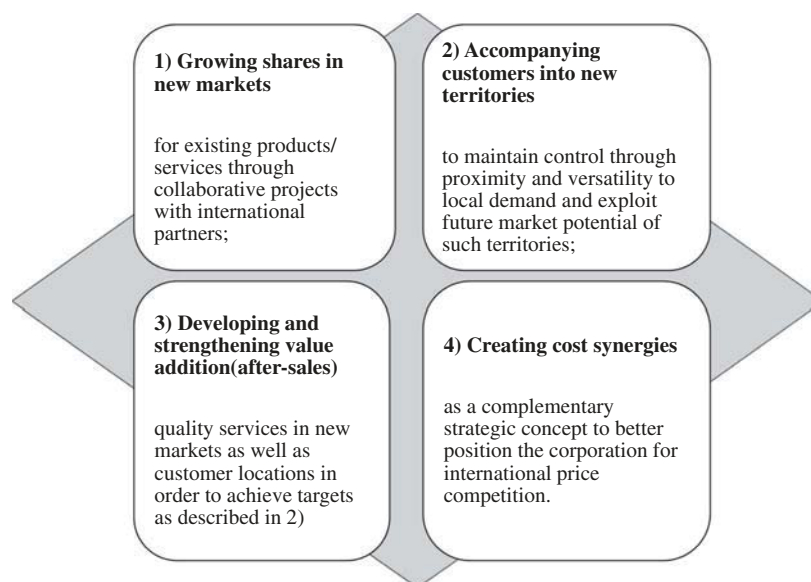 1) Growing shares in
new markets
for existing products/
services through
collaborative projects
with international
partners;
2) Accompanying
customers into new
territories
to maintain control through
proximity and versatility to
local demand and exploit
future market potential of
such territories;
3) Developing and
strengthening value
addition(after-sales)
quality services in new
markets as well as
customer locations in
order to achieve targets
as described in 2)
4) Creating cost synergies
as a complementary
strategic concept to better
position the corporation for
international price
competition.